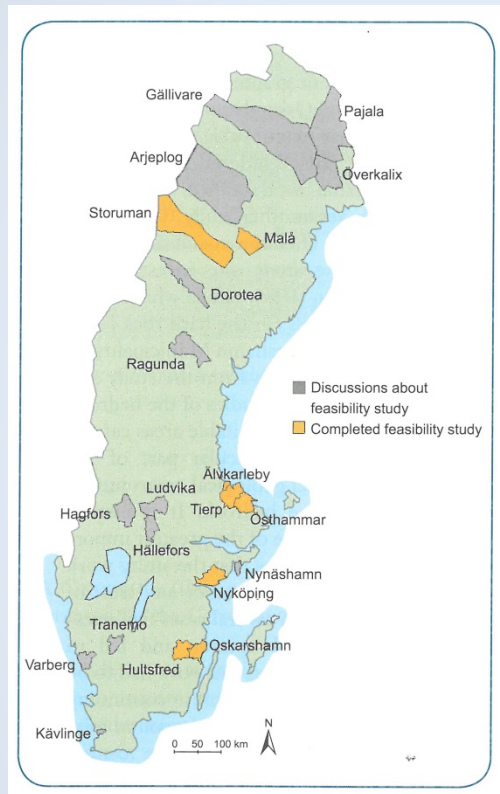 Gällivare
Pajala
Arjeplog
Överkalix
Storuman
Malå
Dorotea
Ragunda
Discussions about
feasibility study
Completed feasibility study
Älvkarleby
Ludvika
Tierp
Hagfors
Östhammar
Hällefors
Nynäshamn
Nyköping
Tranemo
Oskarshamn
Varberg
Hultsfred
N
Kävlinge
0 50 100 km